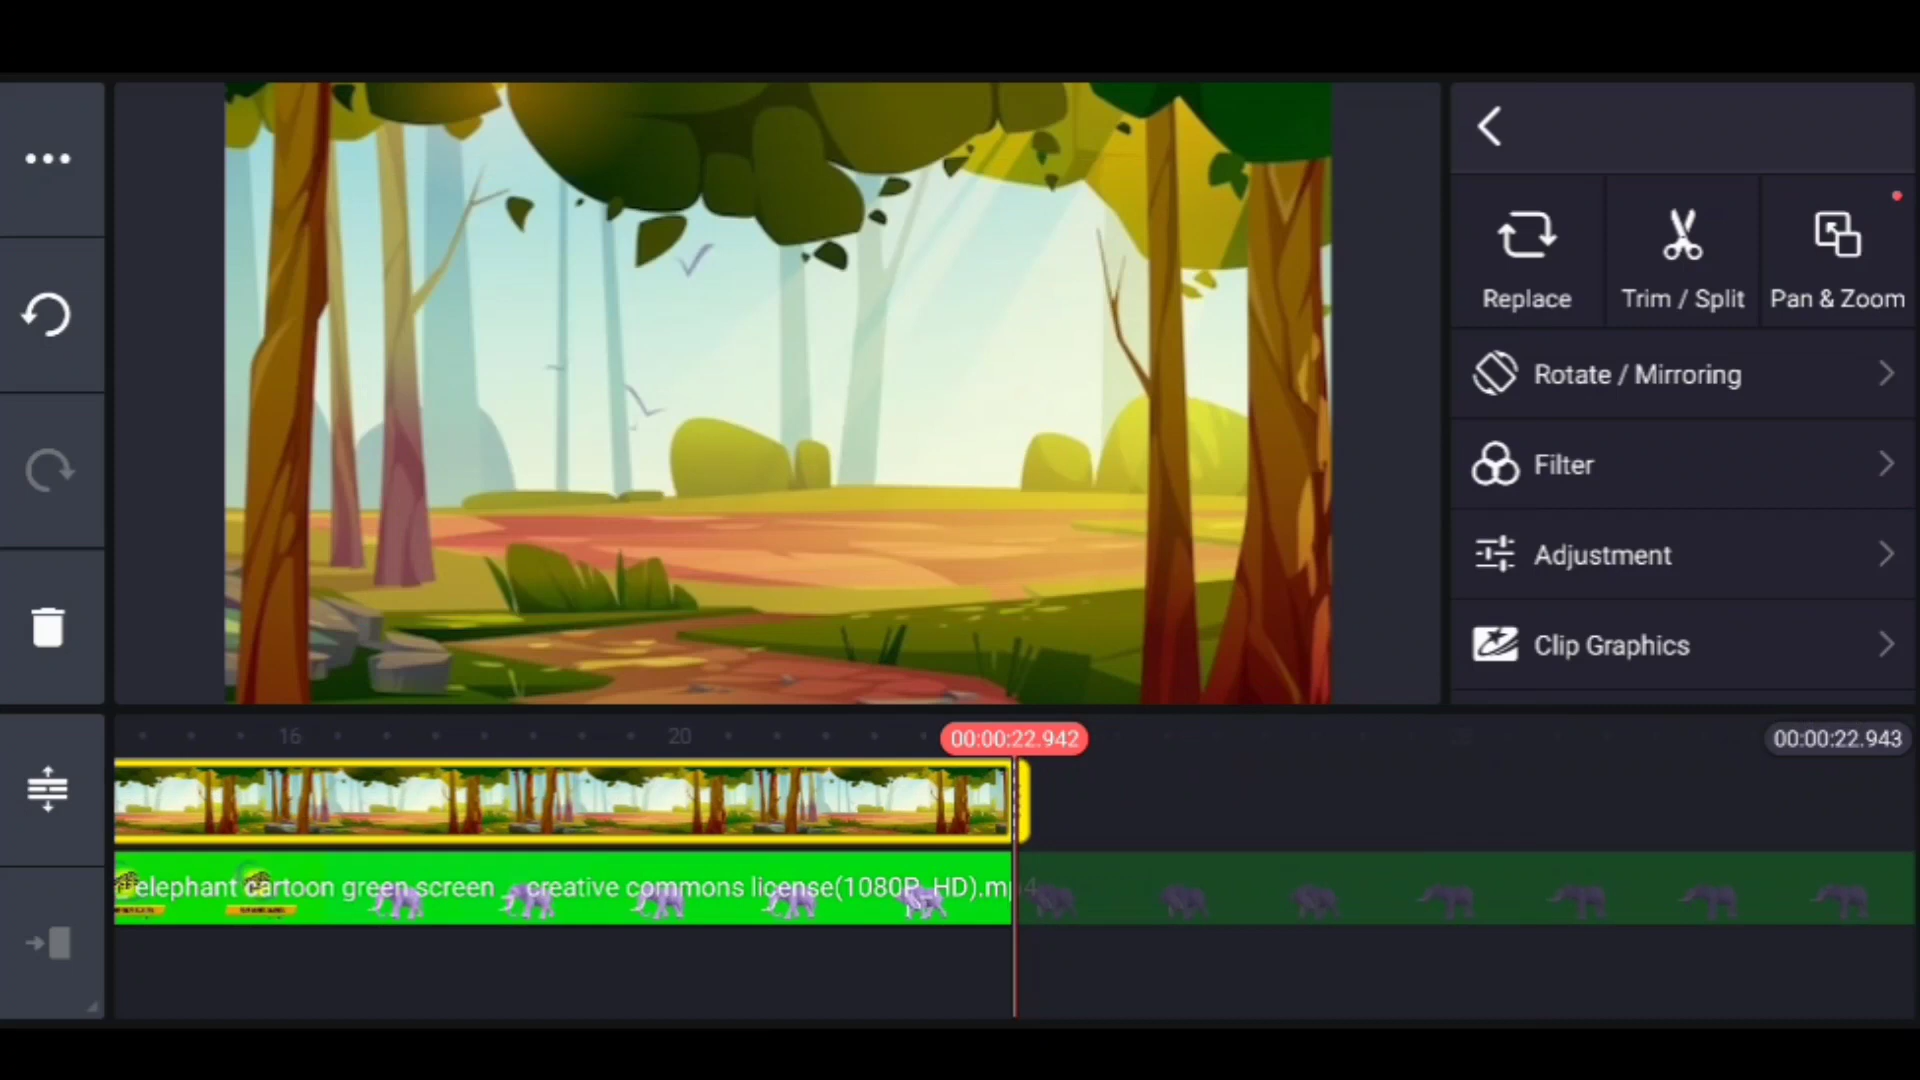 Replace
Trim / Split
Pan & Zoom
Rotate / Mirroring
Filter
Adjustment
Clip Graphics
16
20
00:00:22.942
00:00:22.943
elephant cartoon green screen creative commons license(1080P_HD).mp4